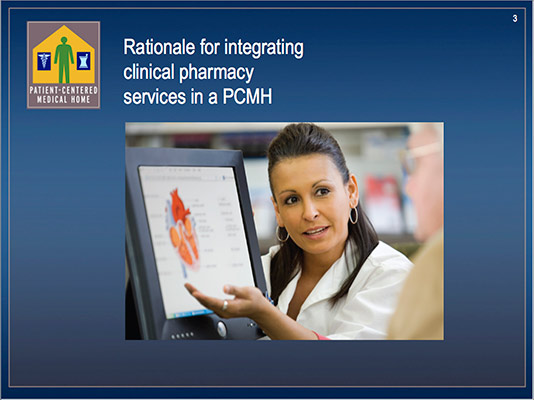 3
PATIENT-CENTERED
MEDICAL HOME
Rationale for integrating
clinical pharmacy
services in a PCMH